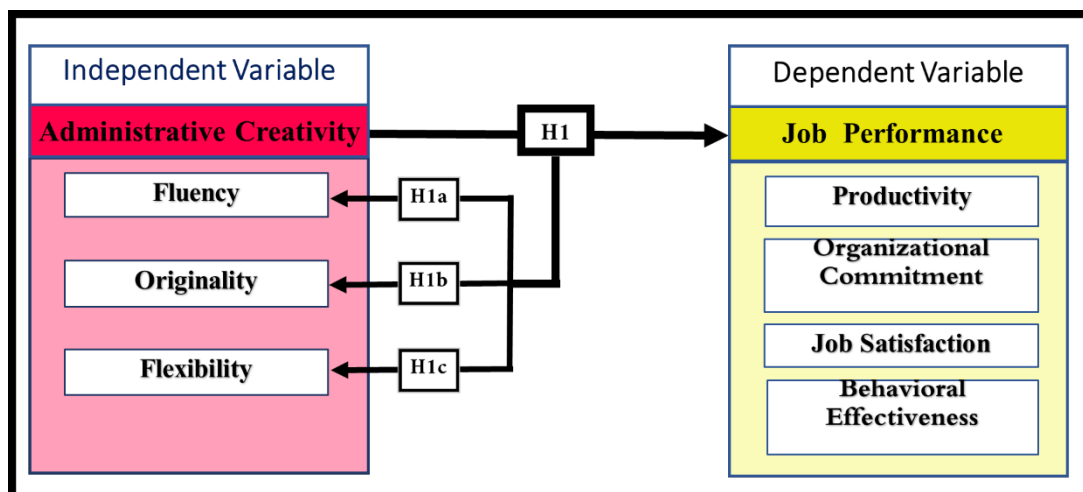 Independent Variable
Administrative Creativity
Fluency
Originality
Flexibility
H1
H1a
H1b
H1c
Dependent Variable
Job Performance
Productivity
Organizational
Commitment
Job Satisfaction
Behavioral
Effectiveness